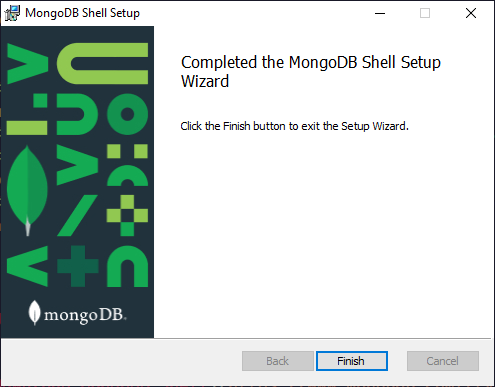 MongoDB Shell Setup
Completed the MongoDB Shell Setup
Wizard
Click the Finish button to exit the Setup Wizard.
mongoDB®
Back
Finish
Cancel